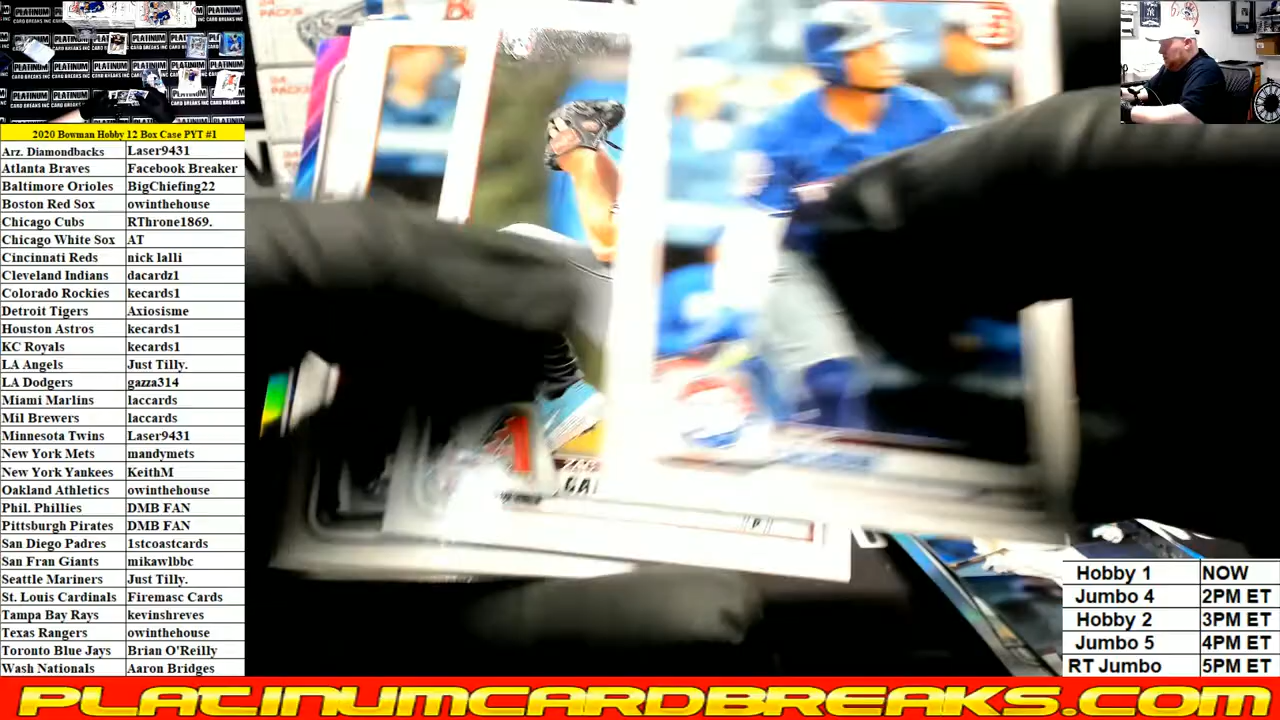 2020 Bowman Hobby 12 Box Case PYT #1
Arz. Diamondbacks Laser9431
Atlanta Braves Facebook Breaker
Baltimore Orioles BigChiefing22
Boston Red Sox owinthehouse
Chicago Cubs RThrone1869.
Chicago White Sox AT
Cincinnati Reds nick lalli
Cleveland Indians dacardz1
Colorado Rockies kecards1
Detroit Tigers Axiosisme
Houston Astros kecards1
KC Royals kecards1
LA Angels Just Tilly.
LA Dodgers gazza314
Miami Marlins laccards
Mil Brewers laccards
Minnesota Twins Laser9431
New York Mets mandymets
New York Yankees KeithM
Oakland Athletics owinthehouse
Phil. Phillies DMB FAN
Pittsburgh Pirates DMB FAN
San Diego Padres 1stcoastcards
San Fran Giants mikawlbbc
Seattle Mariners Just Tilly.
St. Louis Cardinals Firemasc Cards
Tampa Bay Rays kevinshreves
Texas Rangers owinthehouse
Toronto Blue Jays Brian O'Reilly
Wash Nationals Aaron Bridges
Hobby 1 NOW
Jumbo 4 2PM ET
Hobby 2 3PM ET
Jumbo 5 4PM ET
RT Jumbo 5PM ET
PLATINUMCARDBREAKS.COM